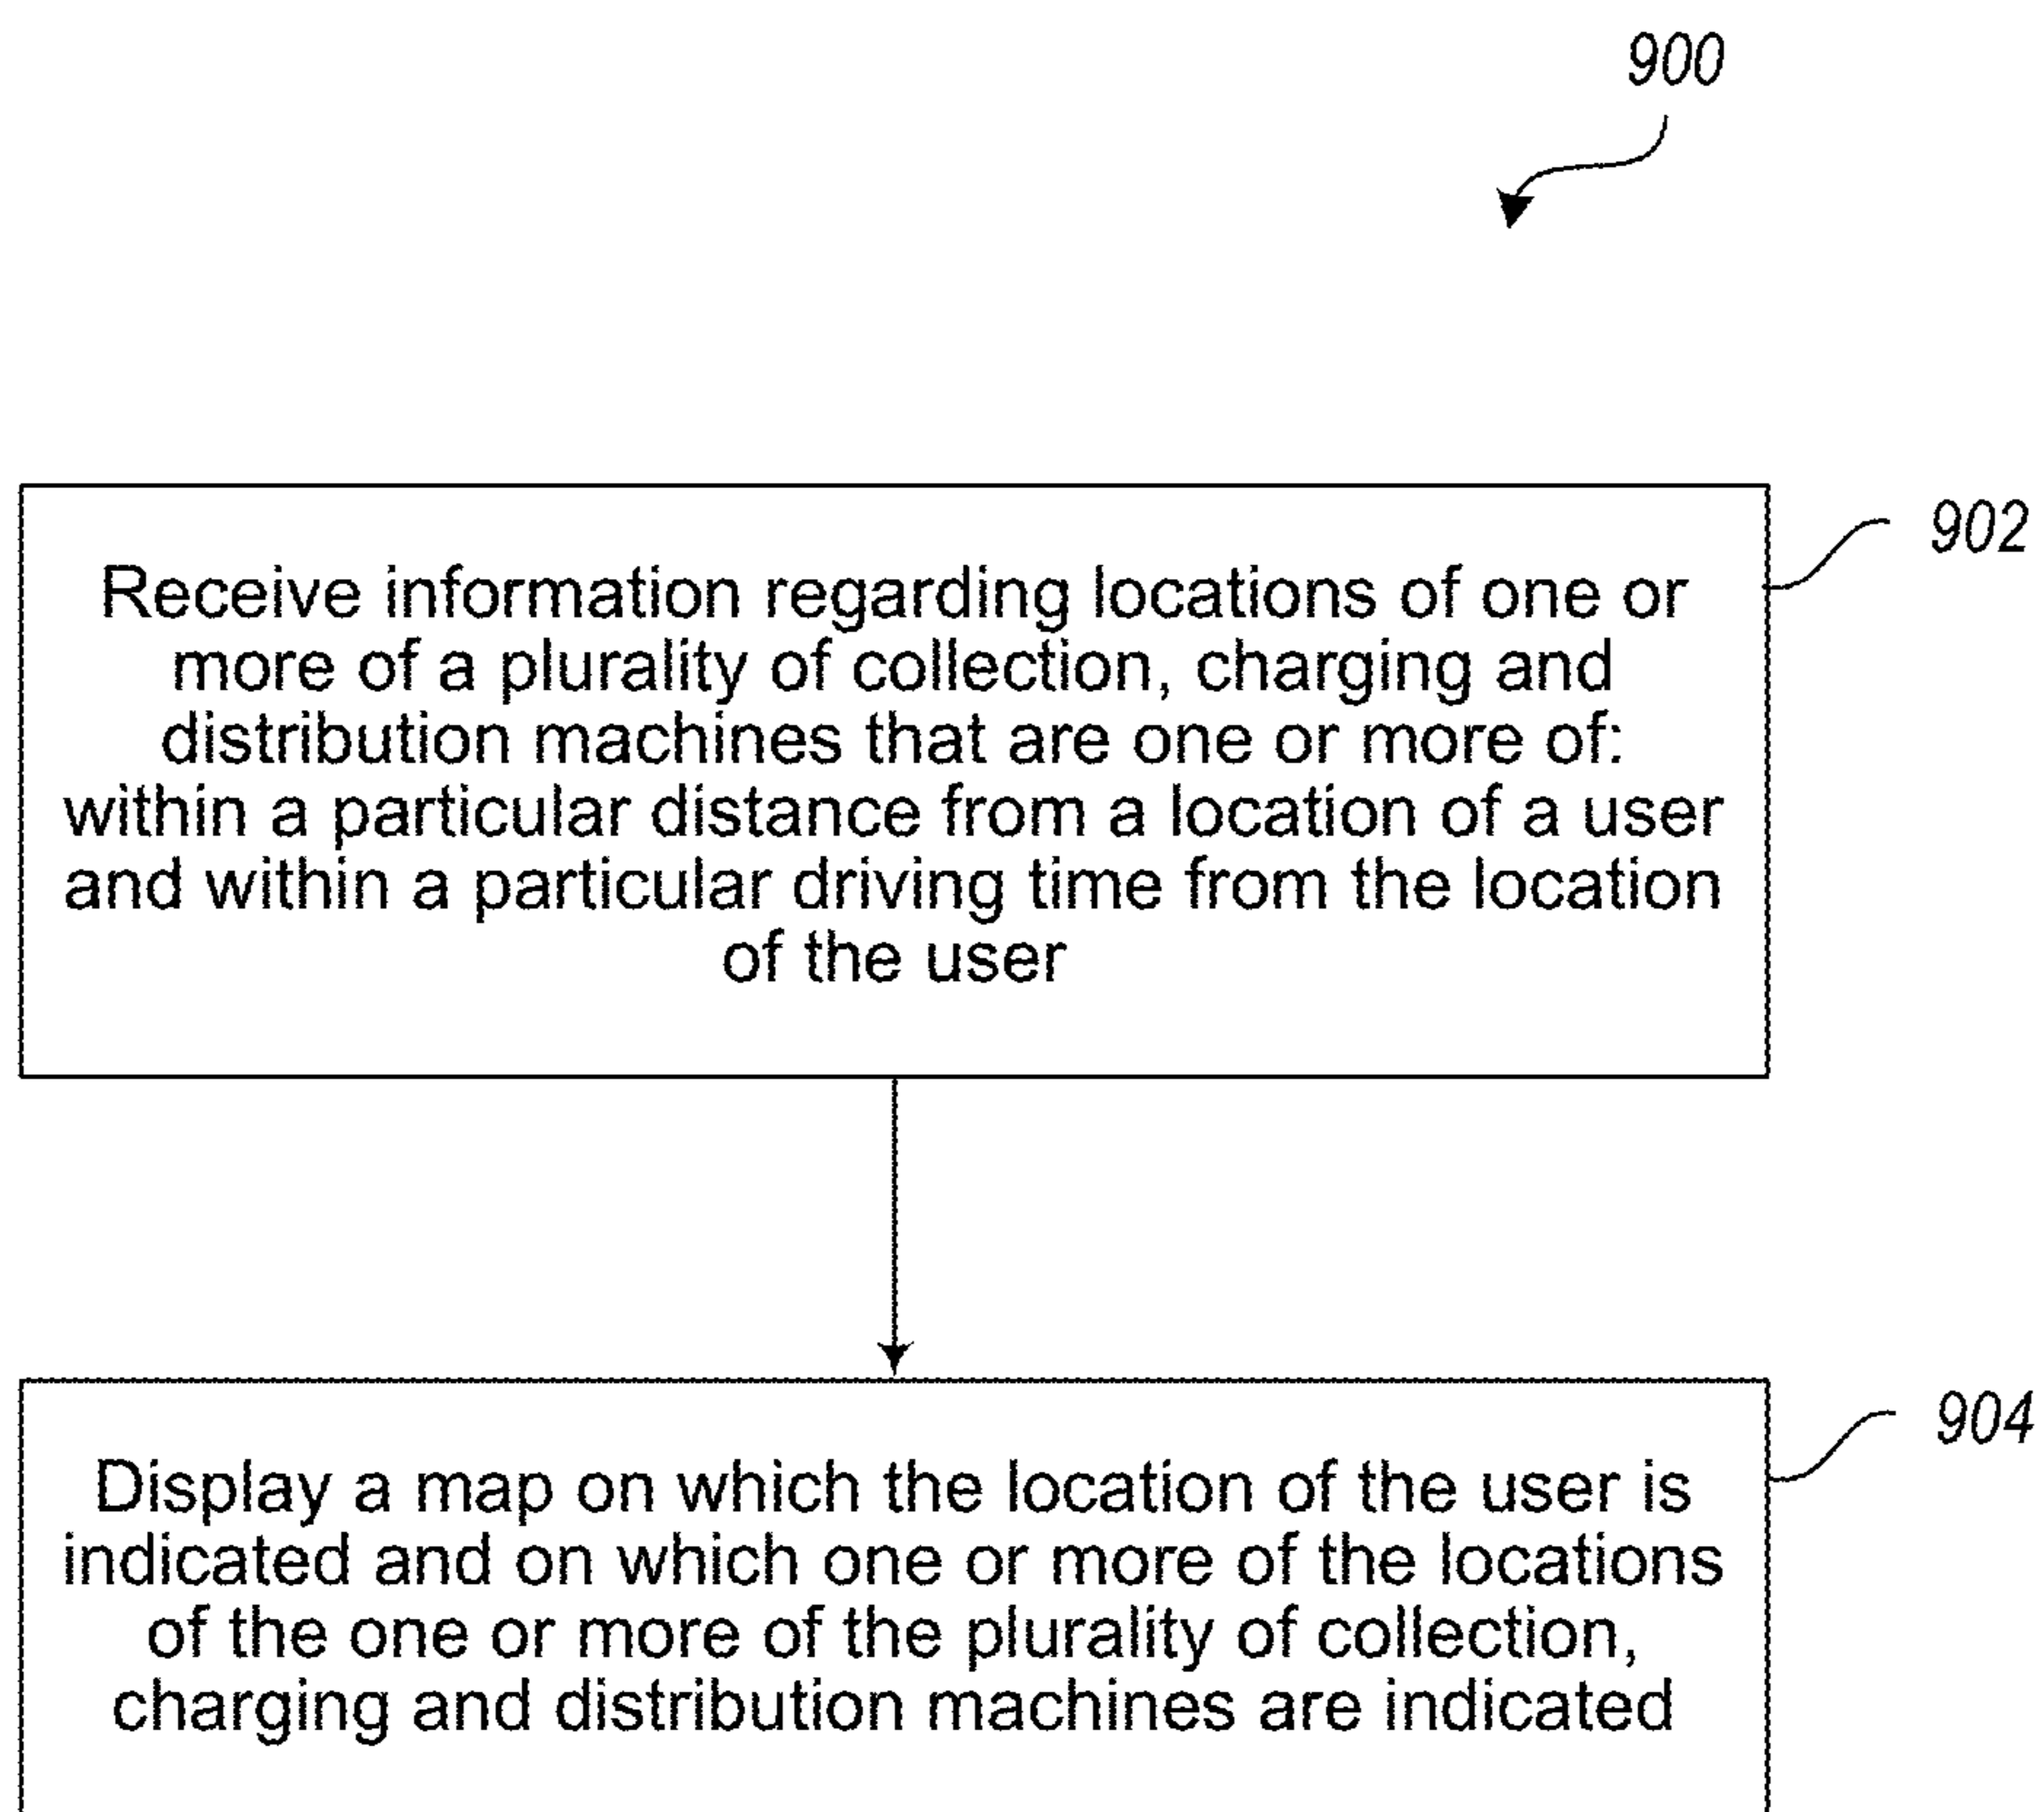 900
902
Receive information regarding locations of one or
more of a plurality of collection, charging and
distribution machines that are one or more of:
within a particular distance from a location of a user
and within a particular driving time from the location
of the user
904
Display a map on which the location of the user is
indicated and on which one or more of the locations
of the one or more of the plurality of collection,
charging and distribution machines are indicated